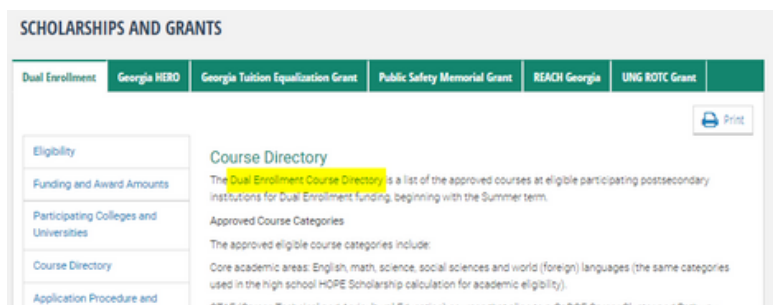 SCHOLARSHIPS AND GRANTS
Dual Enrollment
Georgia HERO
Georgia Tuition Equalization Grant
Public Safety Memorial Grant
REACH Georgia
UNG ROTC Grant
Print
Eligibility
Funding and Award Amounts
Participating Colleges and
Universities
Course Directory
Application Procedure and
Course Directory
The Dual Enrollment Course Directory is a list of the approved courses at eligible participating postsecondary
institutions for Dual Enrollment funding, beginning with the Summer term.
Approved Course Categories
The approved eligible course categories include:
Core academic areas: English, math, science, social sciences and world (foreign) languages (the same categories
used in the high school HOPE Scholarship calculation for academic eligibility).